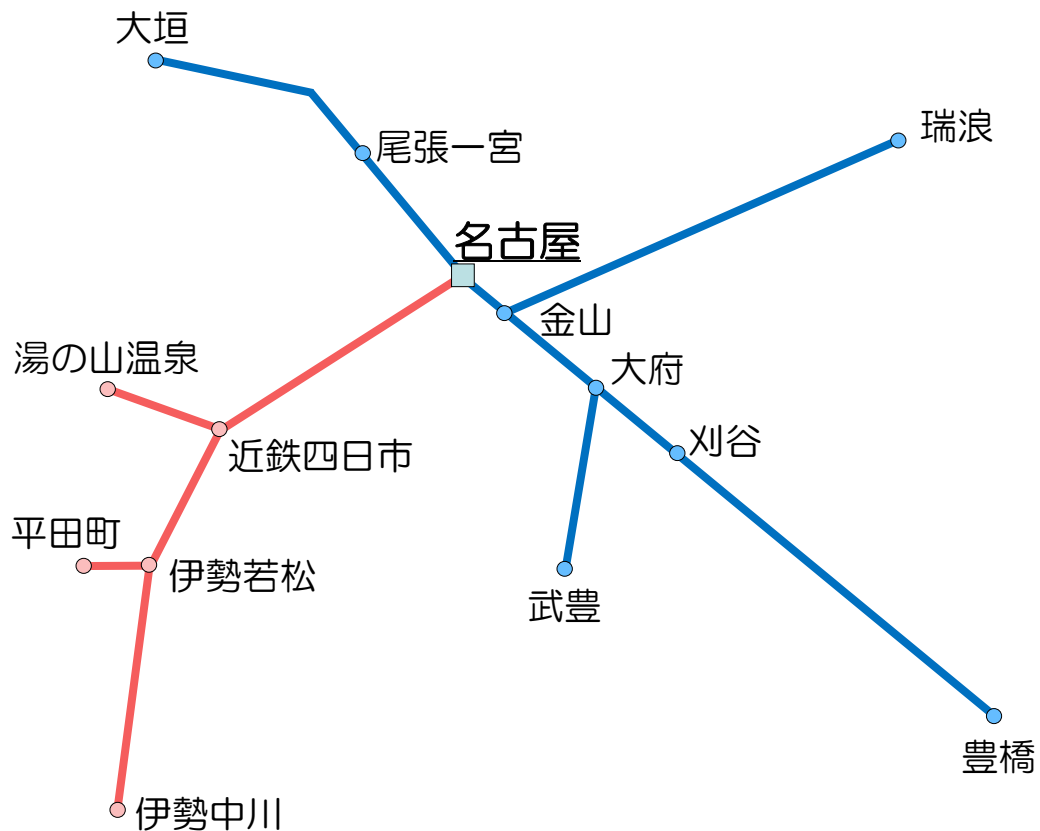 大垣
尾張一宮
瑞浪
名古屋
金山
湯の山温泉
大府
近鉄四日市
刈谷
平田町
伊勢若松
武豊
豊橋
伊勢中川